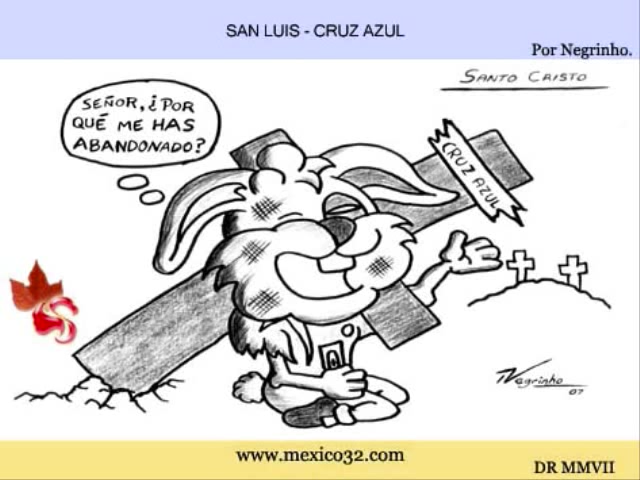 SAN LUIS - CRUZ AZUL
Por Negrinho.
SANTO CRISTO
SEÑOR, ¿POR
QUÉ ME HAS
ABANDONADO?
CRUZ AZUL
Negrinho
07
www.mexico32.com
DR MMVII